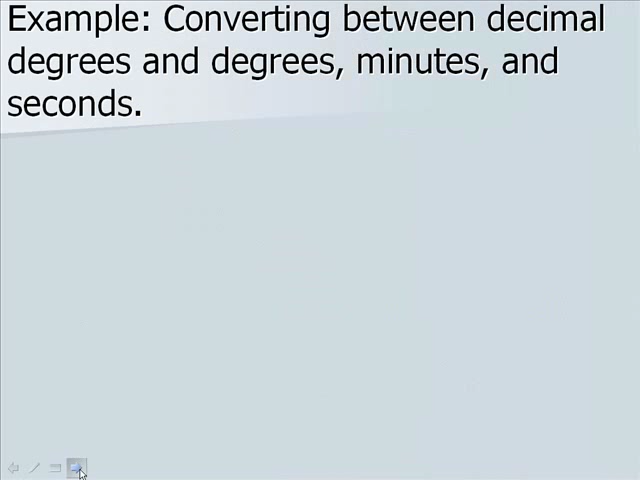 Example: Converting between decimal
degrees and degrees, minutes, and
seconds.